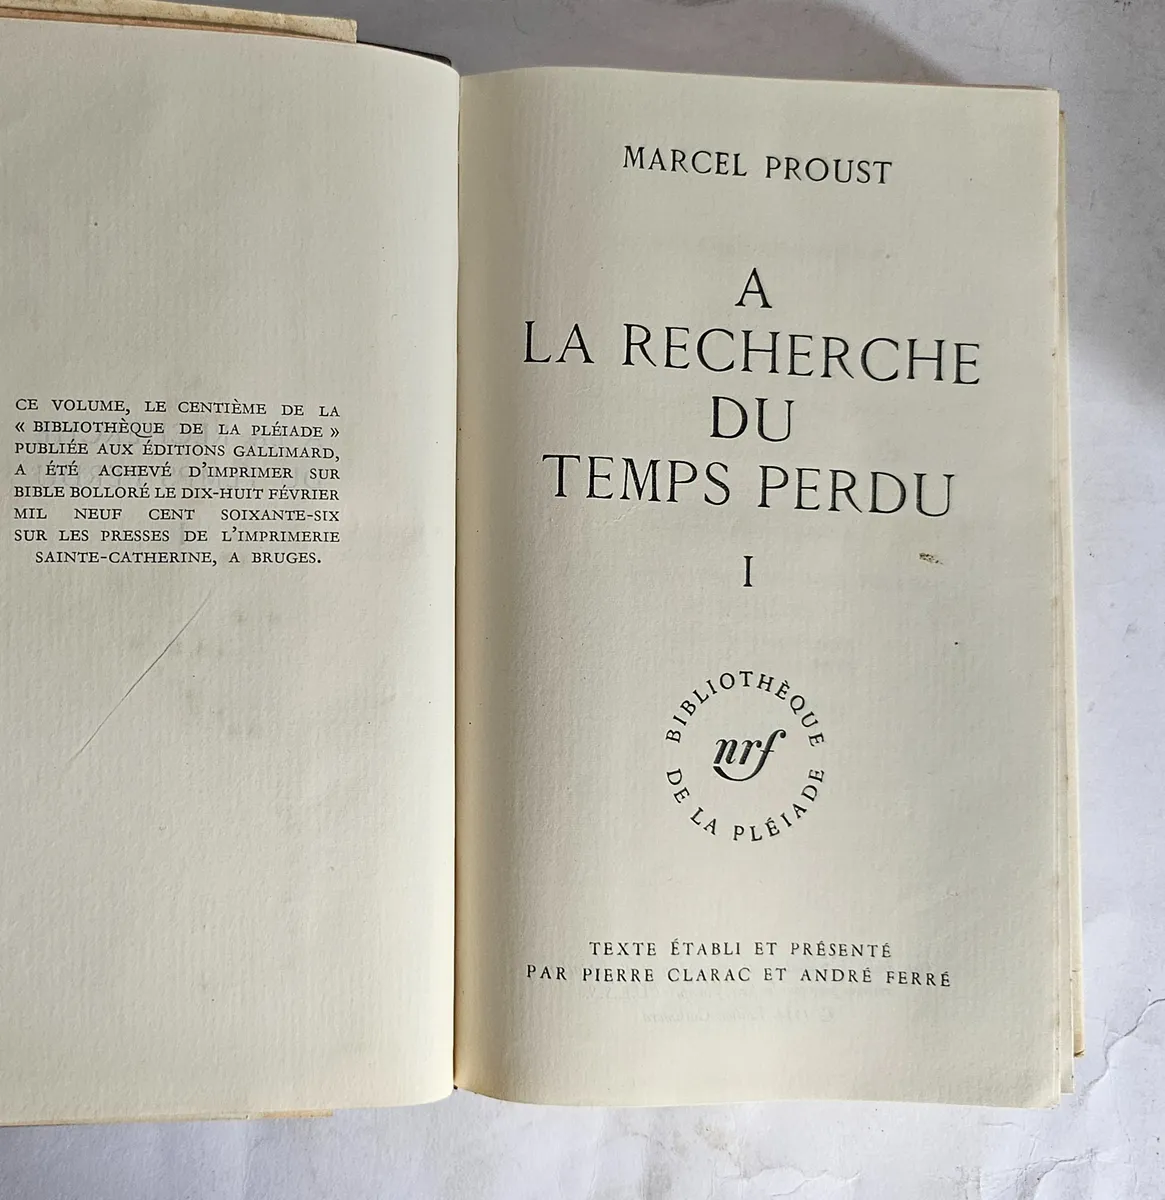 CE VOLUME, LE CENTIÈME DE LA
« BIBLIOTHÈQUE DE LA PLÉIADE »
PUBLIÉE AUX ÉDITIONS GALLIMARD,
A ÉTÉ ACHEVÉ D'IMPRIMER SUR
BIBLE BOLLORÉ LE DIX-HUIT FÉVRIER
MIL NEUF CENT SOIXANTE-SIX
SUR LES PRESSES DE L'IMPRIMERIE
SAINTE-CATHERINE, A BRUGES.
MARCEL PROUST
A
LA RECHERCHE
DU
TEMPS PERDU
I
BIBLIOTHÈQUE
nrf
DE LA PLÉIADE
TEXTE ÉTABLI ET PRÉSENTÉ
PAR PIERRE CLARAC ET ANDRÉ FERRÉ